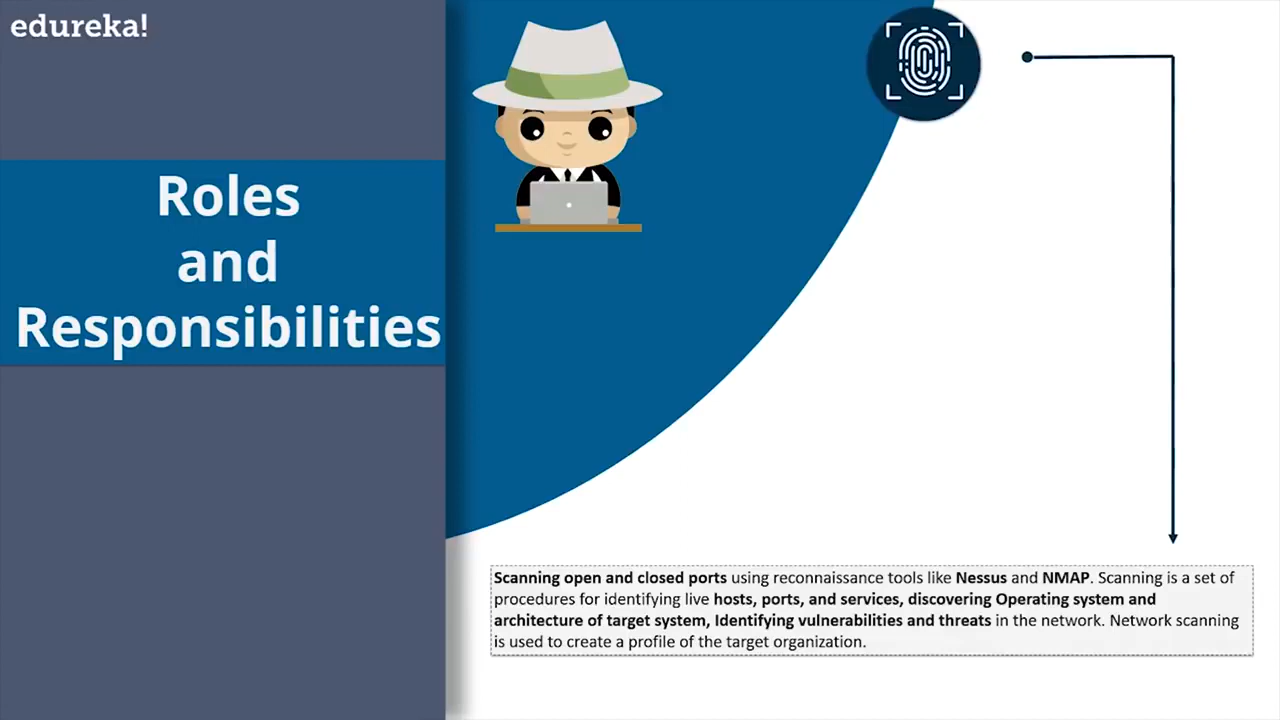 edureka!
Roles
and
Responsibilities
Scanning open and closed ports using reconnaissance tools like Nessus and NMAP. Scanning is a set of
procedures for identifying live hosts, ports, and services, discovering Operating system and
architecture of target system, Identifying vulnerabilities and threats in the network. Network scanning
is used to create a profile of the target organization.